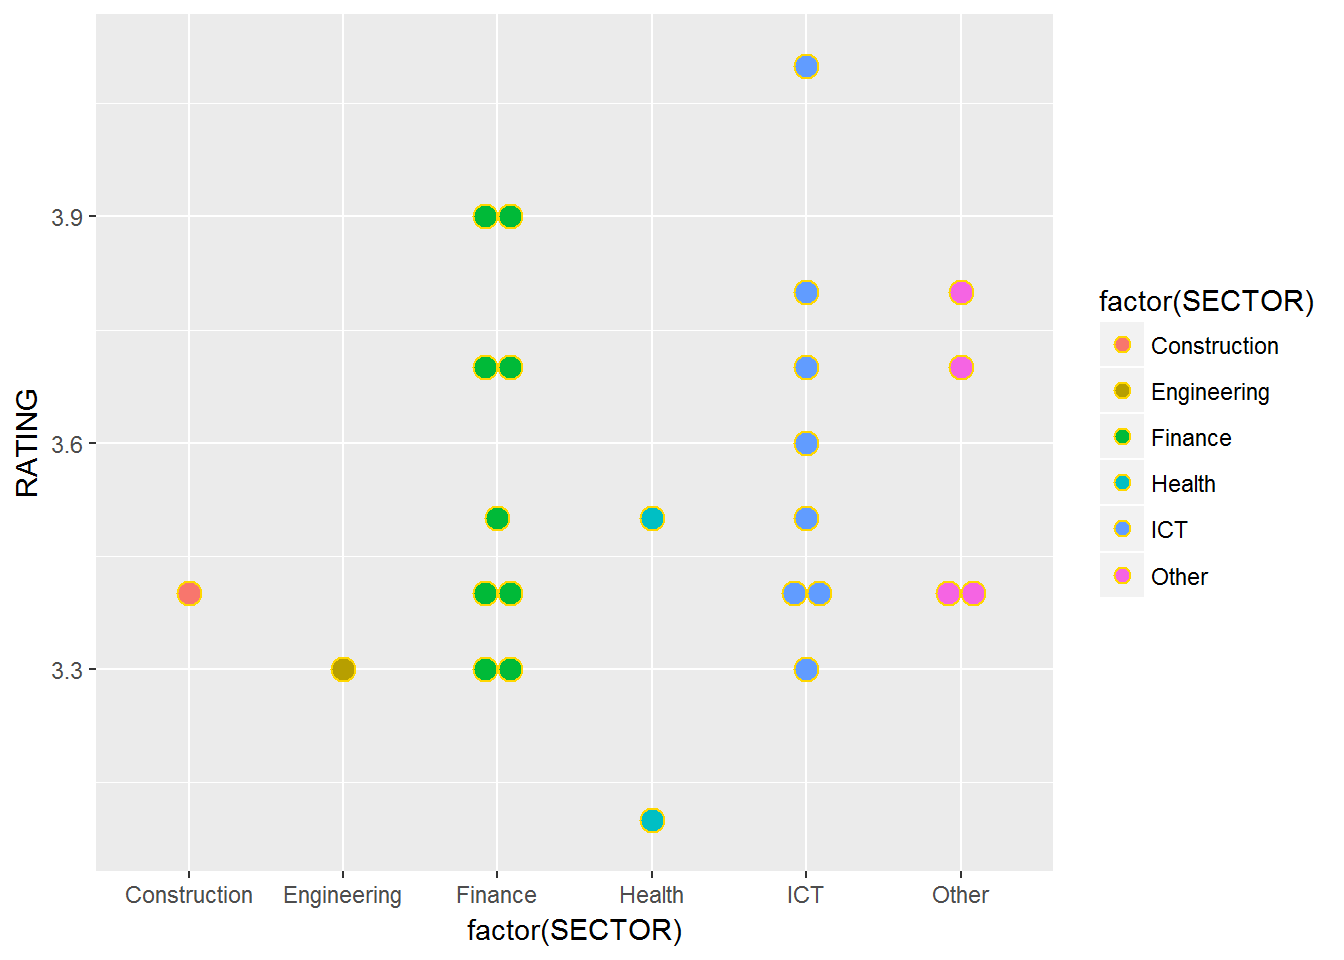 RATING
3.9
3.6
3.3
Construction
Engineering
Finance
Health
ICT
Other
factor(SECTOR)
factor(SECTOR)
Construction
Engineering
Finance
Health
ICT
Other